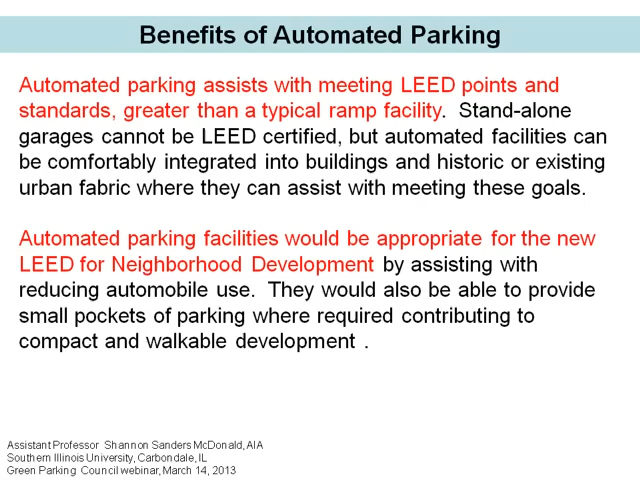 Benefits of Automated Parking
Automated parking assists with meeting LEED points and
standards, greater than a typical ramp facility.  Stand-alone
garages cannot be LEED certified, but automated facilities can
be comfortably integrated into buildings and historic or existing
urban fabric where they can assist with meeting these goals.
Automated parking facilities would be appropriate for the new
LEED for Neighborhood Development by assisting with
reducing automobile use.  They would also be able to provide
small pockets of parking where required contributing to
compact and walkable development .
Assistant Professor  Shannon Sanders McDonald, AIA
Southern Illinois University, Carbondale, IL
Green Parking  Council webinar, March 14, 2013